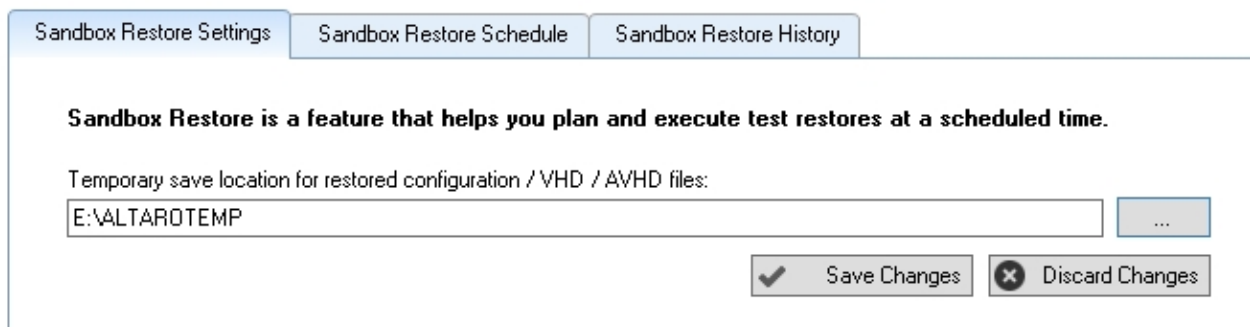 Sandbox Restore Settings
Sandbox Restore Schedule
Sandbox Restore History
Sandbox Restore is a feature that helps you plan and execute test restores at a scheduled time.
Temporary save location for restored configuration / VHD / AVHD files:
E:\ALTAROTEMP
...
Save Changes
Discard Changes